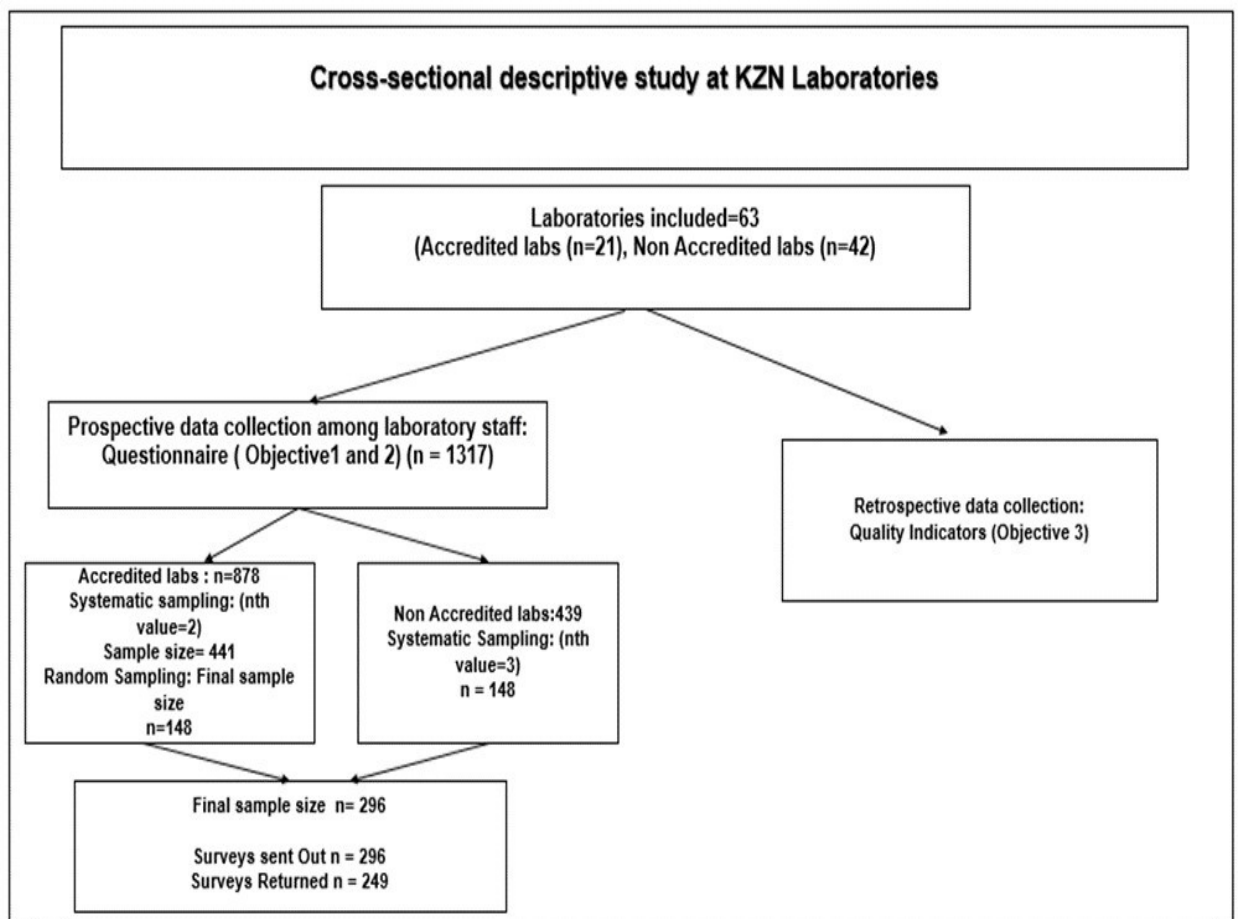 Cross-sectional descriptive study at KZN Laboratories
Laboratories included=63
(Accredited labs (n=21), Non Accredited labs (n=42)
Prospective data collection among laboratory staff:
Questionnaire ( Objective1 and 2) (n = 1317)
Retrospective data collection:
Quality Indicators (Objective 3)
Accredited labs : n=878
Systematic sampling: (nth
value=2)
Sample size= 441
Random Sampling: Final sample
size
n=148
Non Accredited labs:439
Systematic Sampling: (nth
value=3)
n = 148
Final sample size  n= 296
Surveys sent Out n = 296
Surveys Returned n = 249